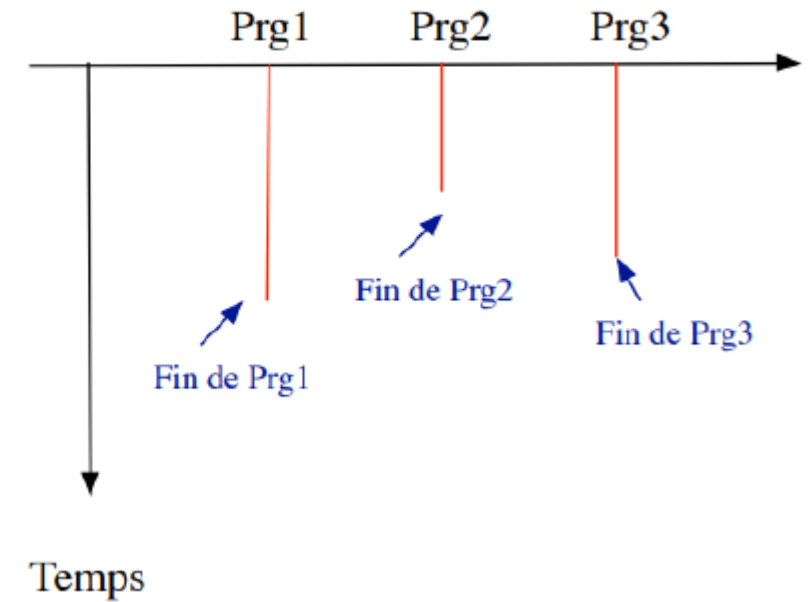 Prg1 Prg2 Prg3
Fin de Prg2
Fin de Prg3
Fin de Prg1
Temps